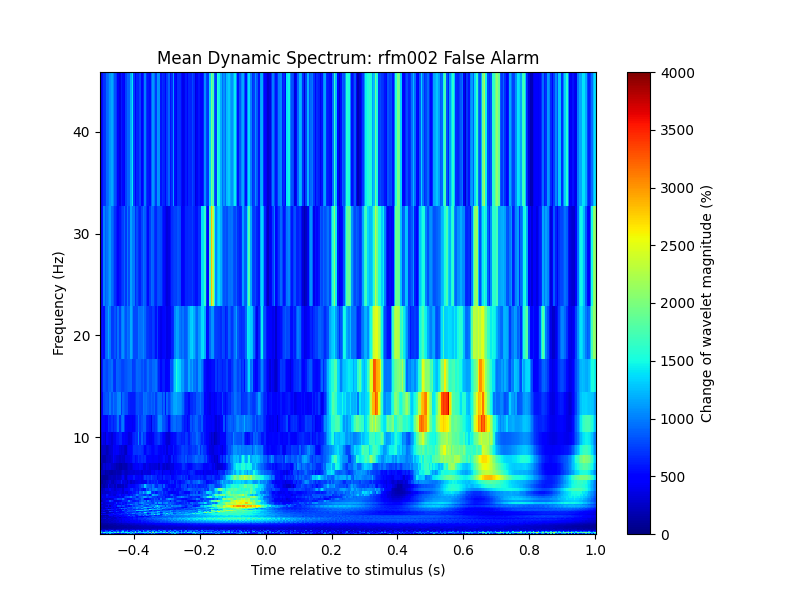 Mean Dynamic Spectrum: rfm002 False Alarm
Frequency (Hz)
40
30
20
10
−0.4 −0.2 0.0 0.2 0.4 0.6 0.8 1.0
Time relative to stimulus (s)
4000
3500
3000
2500
2000
1500
1000
500
0
Change of wavelet magnitude (%)